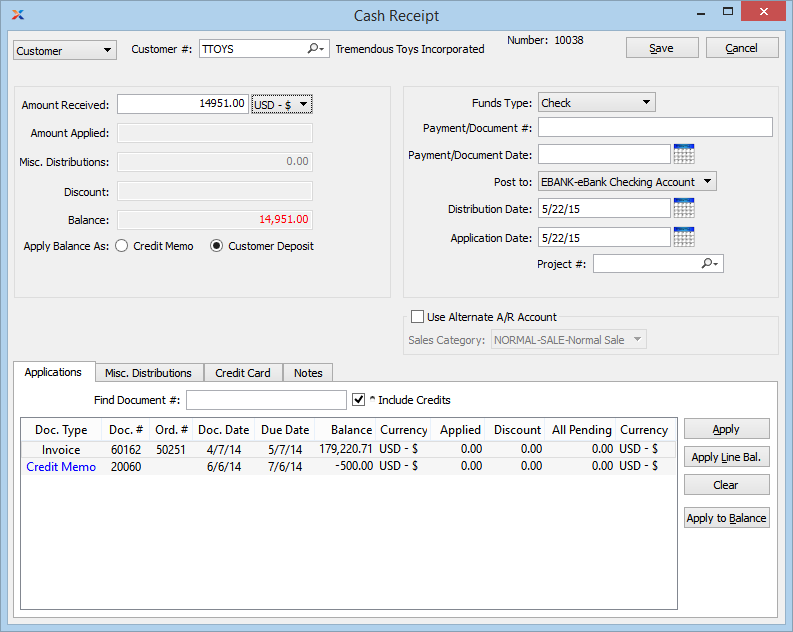 Cash Receipt
Customer Customer #: TTOYS Tremendous Toys Incorporated Number: 10038 Save Cancel
Amount Received: 14951.00 USD - $
Amount Applied:
Misc. Distributions: 0.00
Discount:
Balance: 14,951.00
Apply Balance As: Credit Memo Customer Deposit
Funds Type: Check
Payment/Document #:
Payment/Document Date:
Post to: EBANK-eBank Checking Account
Distribution Date: 5/22/15
Application Date: 5/22/15
Project #:
Use Alternate A/R Account
Sales Category: NORMAL-SALE-Normal Sale
Applications Misc. Distributions Credit Card Notes
Find Document #: ^ Include Credits
Doc. Type Doc. # Ord. # Doc. Date Due Date Balance Currency Applied Discount All Pending Currency
Invoice 60162 50251 4/7/14 5/7/14 179,220.71 USD - $ 0.00 0.00 0.00 USD - $
Credit Memo 20060 6/6/14 7/6/14 -500.00 USD - $ 0.00 0.00 0.00 USD - $
Apply
Apply Line Bal.
Clear
Apply to Balance